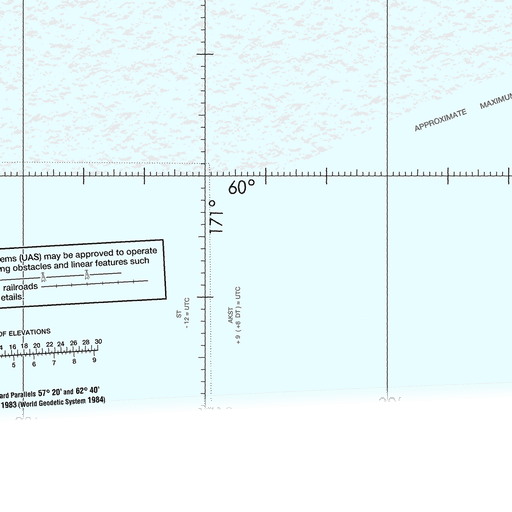 APPROXIMATE MAXIMUM
60°
171°
ems (UAS) may be approved to operate
ng obstacles and linear features such
railroads
etails.
ST
- 12 = UTC
AKST
+ 9 (+8 DT) = UTC
OF ELEVATIONS
4 16 18 20 22 24 26 28 30
5 6 7 8 9
ard Parallels 57° 20' and 62° 40'
1983 (World Geodetic System 1984)